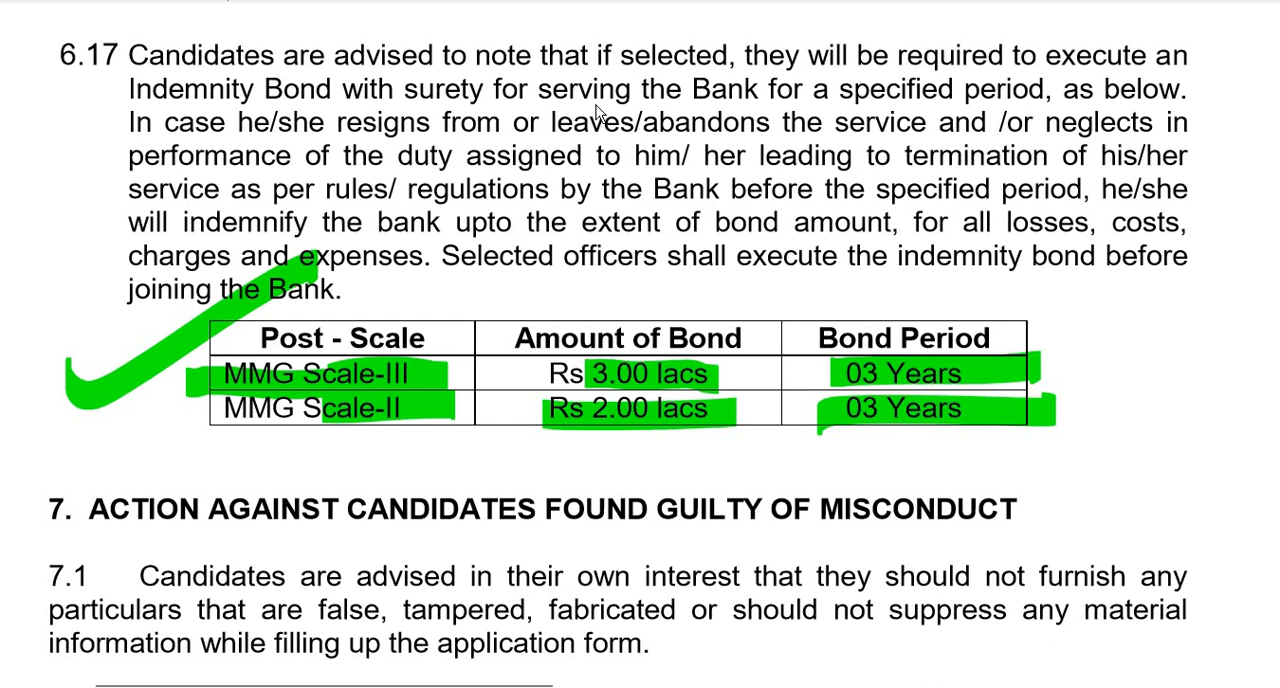 6.17 Candidates are advised to note that if selected, they will be required to execute an
Indemnity Bond with surety for serving the Bank for a specified period, as below.
In case he/she resigns from or leaves/abandons the service and /or neglects in
performance of the duty assigned to him/ her leading to termination of his/her
service as per rules/ regulations by the Bank before the specified period, he/she
will indemnify the bank upto the extent of bond amount, for all losses, costs,
charges and expenses. Selected officers shall execute the indemnity bond before
joining the Bank.
Post - Scale Amount of Bond Bond Period
MMG Scale-III Rs 3.00 lacs 03 Years
MMG Scale-II Rs 2.00 lacs 03 Years
7. ACTION AGAINST CANDIDATES FOUND GUILTY OF MISCONDUCT
7.1 Candidates are advised in their own interest that they should not furnish any
particulars that are false, tampered, fabricated or should not suppress any material
information while filling up the application form.